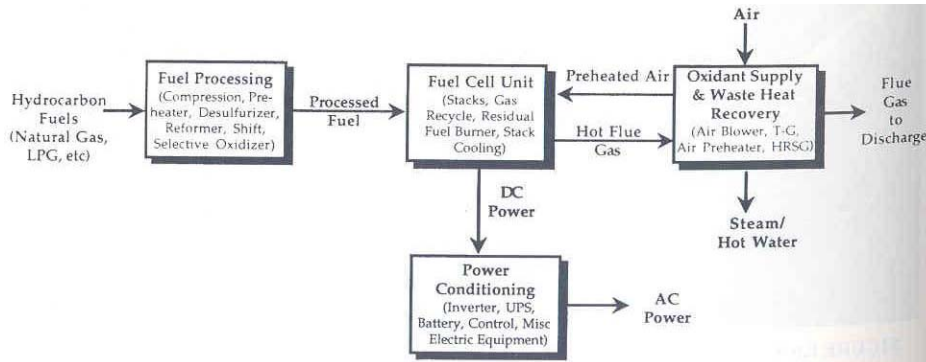 Hydrocarbon
Fuels
(Natural Gas,
LPG, etc)
Fuel Processing
(Compression, Pre-
heater, Desulfurizer,
Reformer, Shift,
Selective Oxidizer)
Processed
Fuel
Fuel Cell Unit
(Stacks, Gas
Recycle, Residual
Fuel Burner, Stack
Cooling)
Preheated Air
Hot Flue
Gas
Air
Oxidant Supply
& Waste Heat
Recovery
(Air Blower, T-G,
Air Preheater, HRSG)
Flue
Gas
to
Discharge
Steam/
Hot Water
DC
Power
Power
Conditioning
(Inverter, UPS,
Battery, Control, Misc
Electric Equipment)
AC
Power